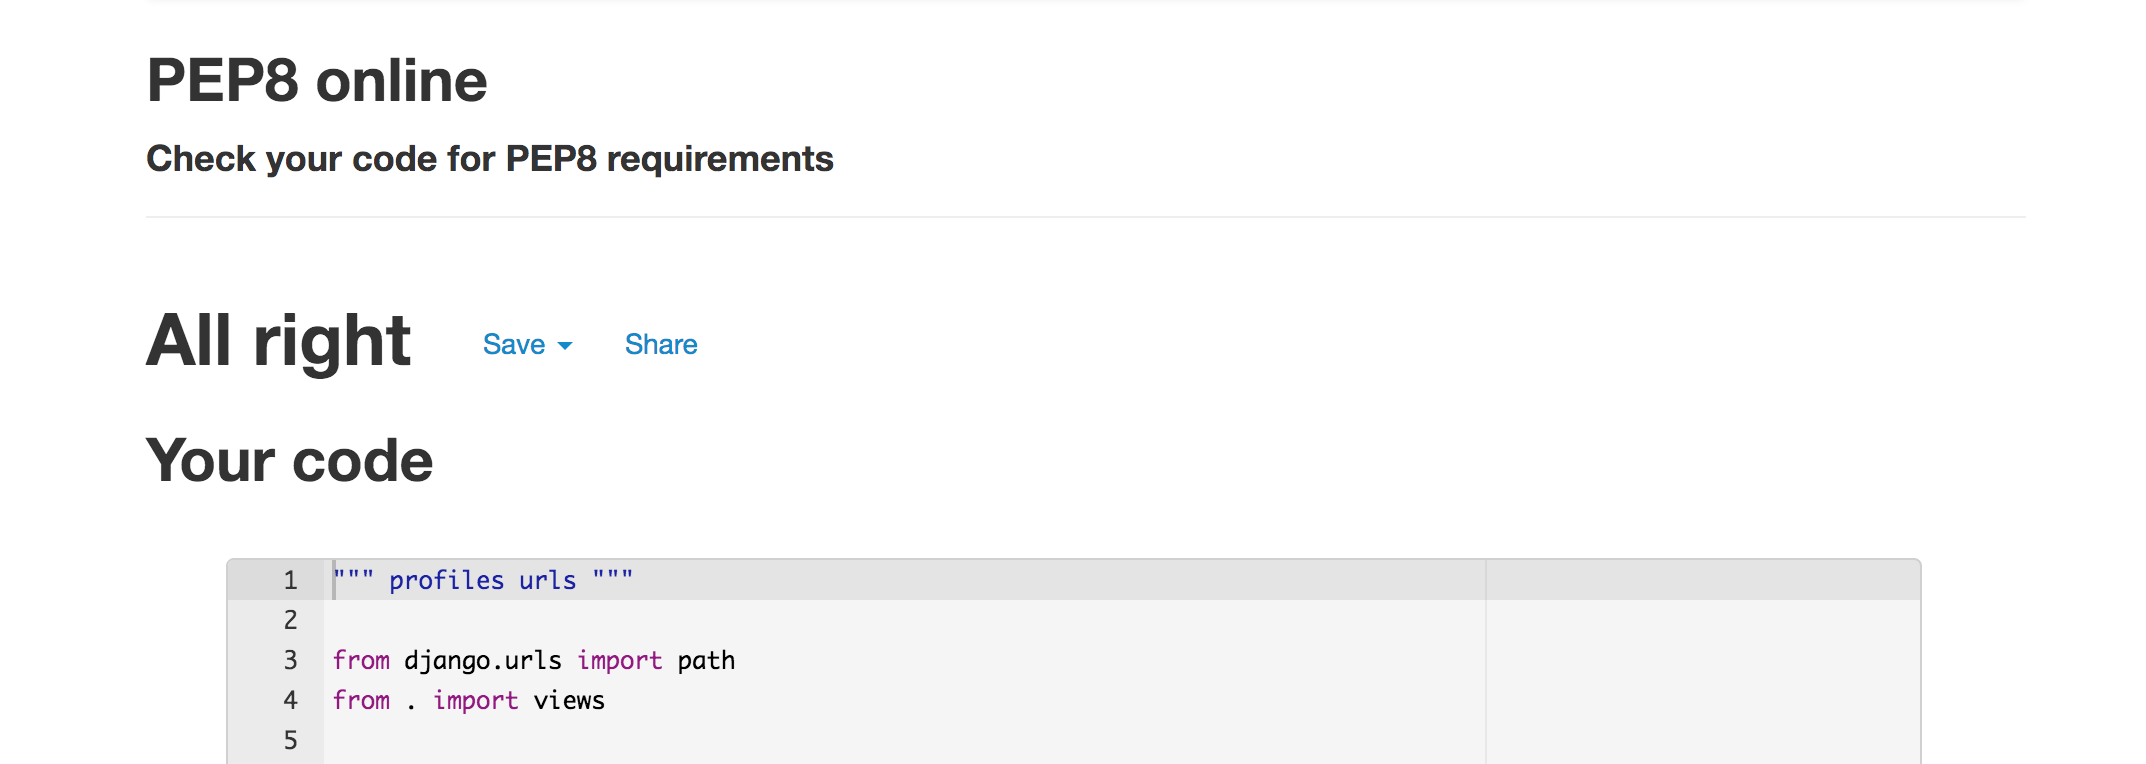 PEP8 online
Check your code for PEP8 requirements
All right Save Share
Your code
1 """ profiles urls """
2
3 from django.urls import path
4 from . import views
5